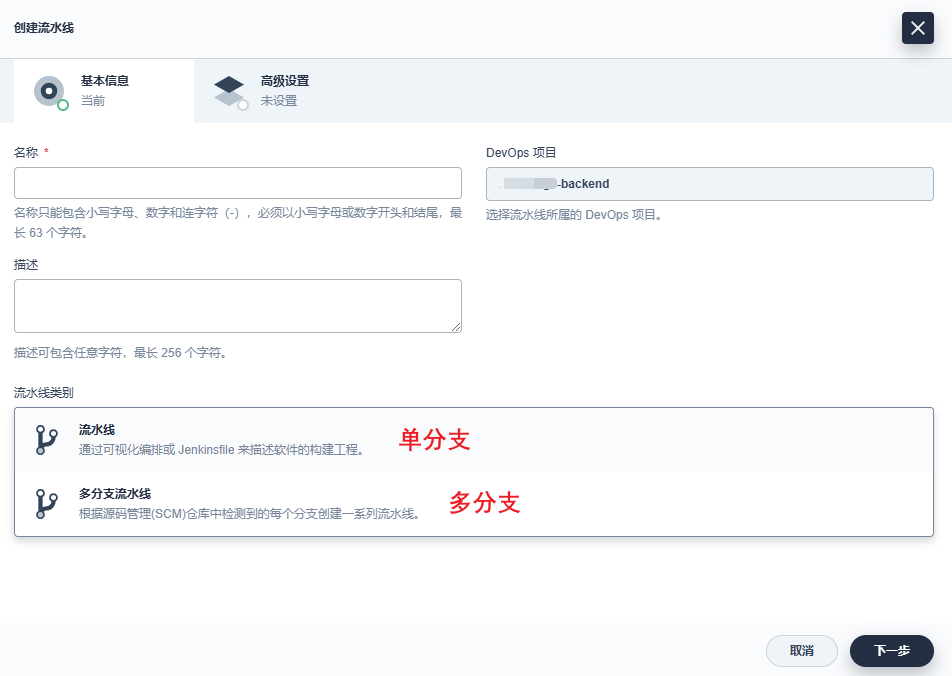 创建流水线
基本信息
当前
高级设置
未设置
名称 *
DevOps 项目
-backend
名称只能包含小写字母、数字和连字符（-），必须以小写字母或数字开头和结尾，最
长 63 个字符。
选择流水线所属的 DevOps 项目。
描述
描述可包含任意字符，最长 256 个字符。
流水线类别
流水线
通过可视化编排或 Jenkinsfile 来描述软件的构建工程。
单分支
多分支流水线
根据源码管理(SCM)仓库中检测到的每个分支创建一系列流水线。
多分支
取消
下一步